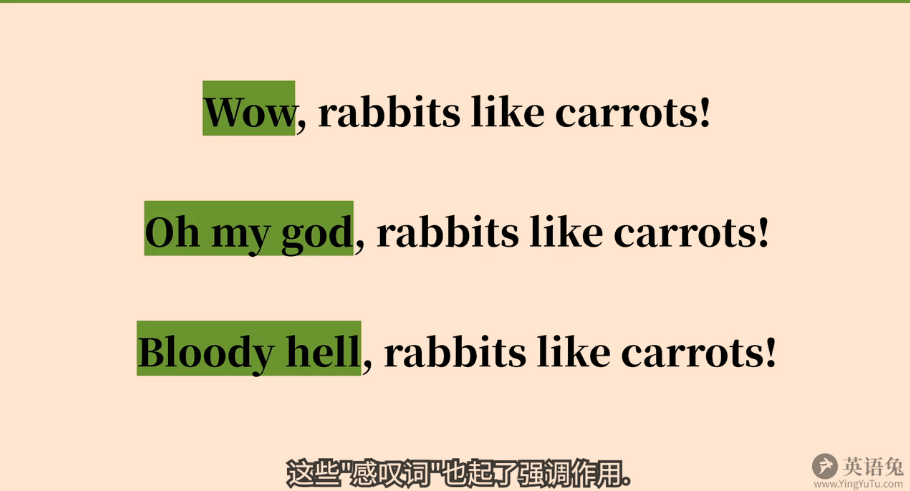 Wow, rabbits like carrots!
Oh my god, rabbits like carrots!
Bloody hell, rabbits like carrots!
这些"感叹词"也起了强调作用.
英语兔
www.YingYuTu.com